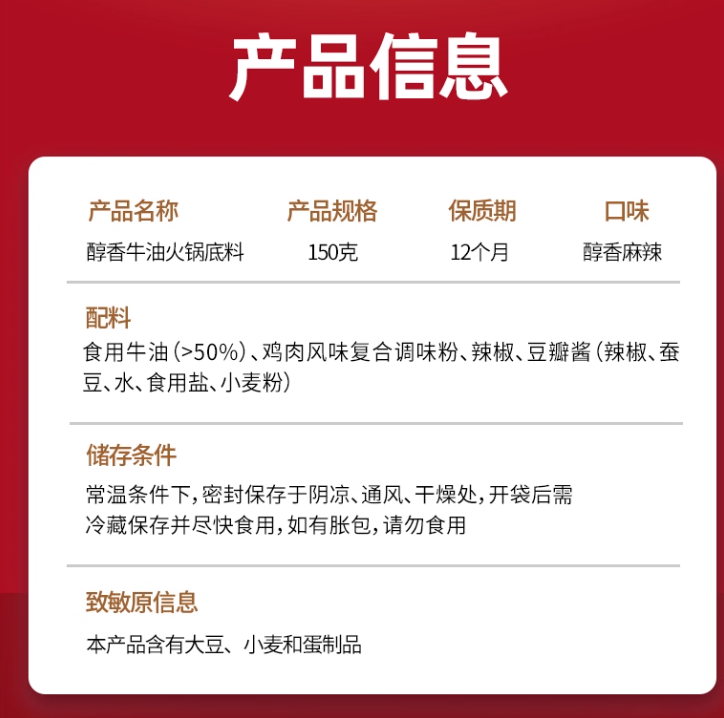 产品信息
产品名称 产品规格 保质期 口味
醇香牛油火锅底料 150克 12个月 醇香麻辣
配料
食用牛油(>50%)、鸡肉风味复合调味粉、辣椒、豆瓣酱(辣椒、蚕
豆、水、食用盐、小麦粉)
储存条件
常温条件下,密封保存于阴凉、通风、干燥处,开袋后需
冷藏保存并尽快食用,如有胀包,请勿食用
致敏原信息
本产品含有大豆、小麦和蛋制品